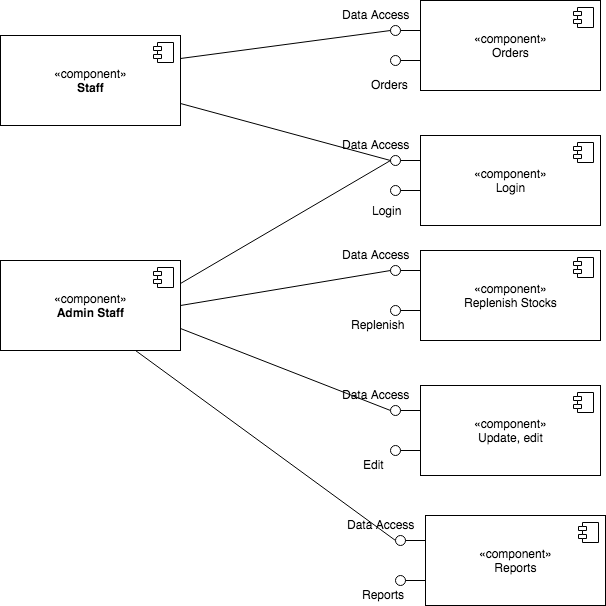 Data Access
«component»
Orders
Orders
«component»
Staff
Data Access
«component»
Login
Login
Data Access
«component»
Replenish Stocks
Replenish
«component»
Admin Staff
Data Access
«component»
Update, edit
Edit
Data Access
«component»
Reports
Reports